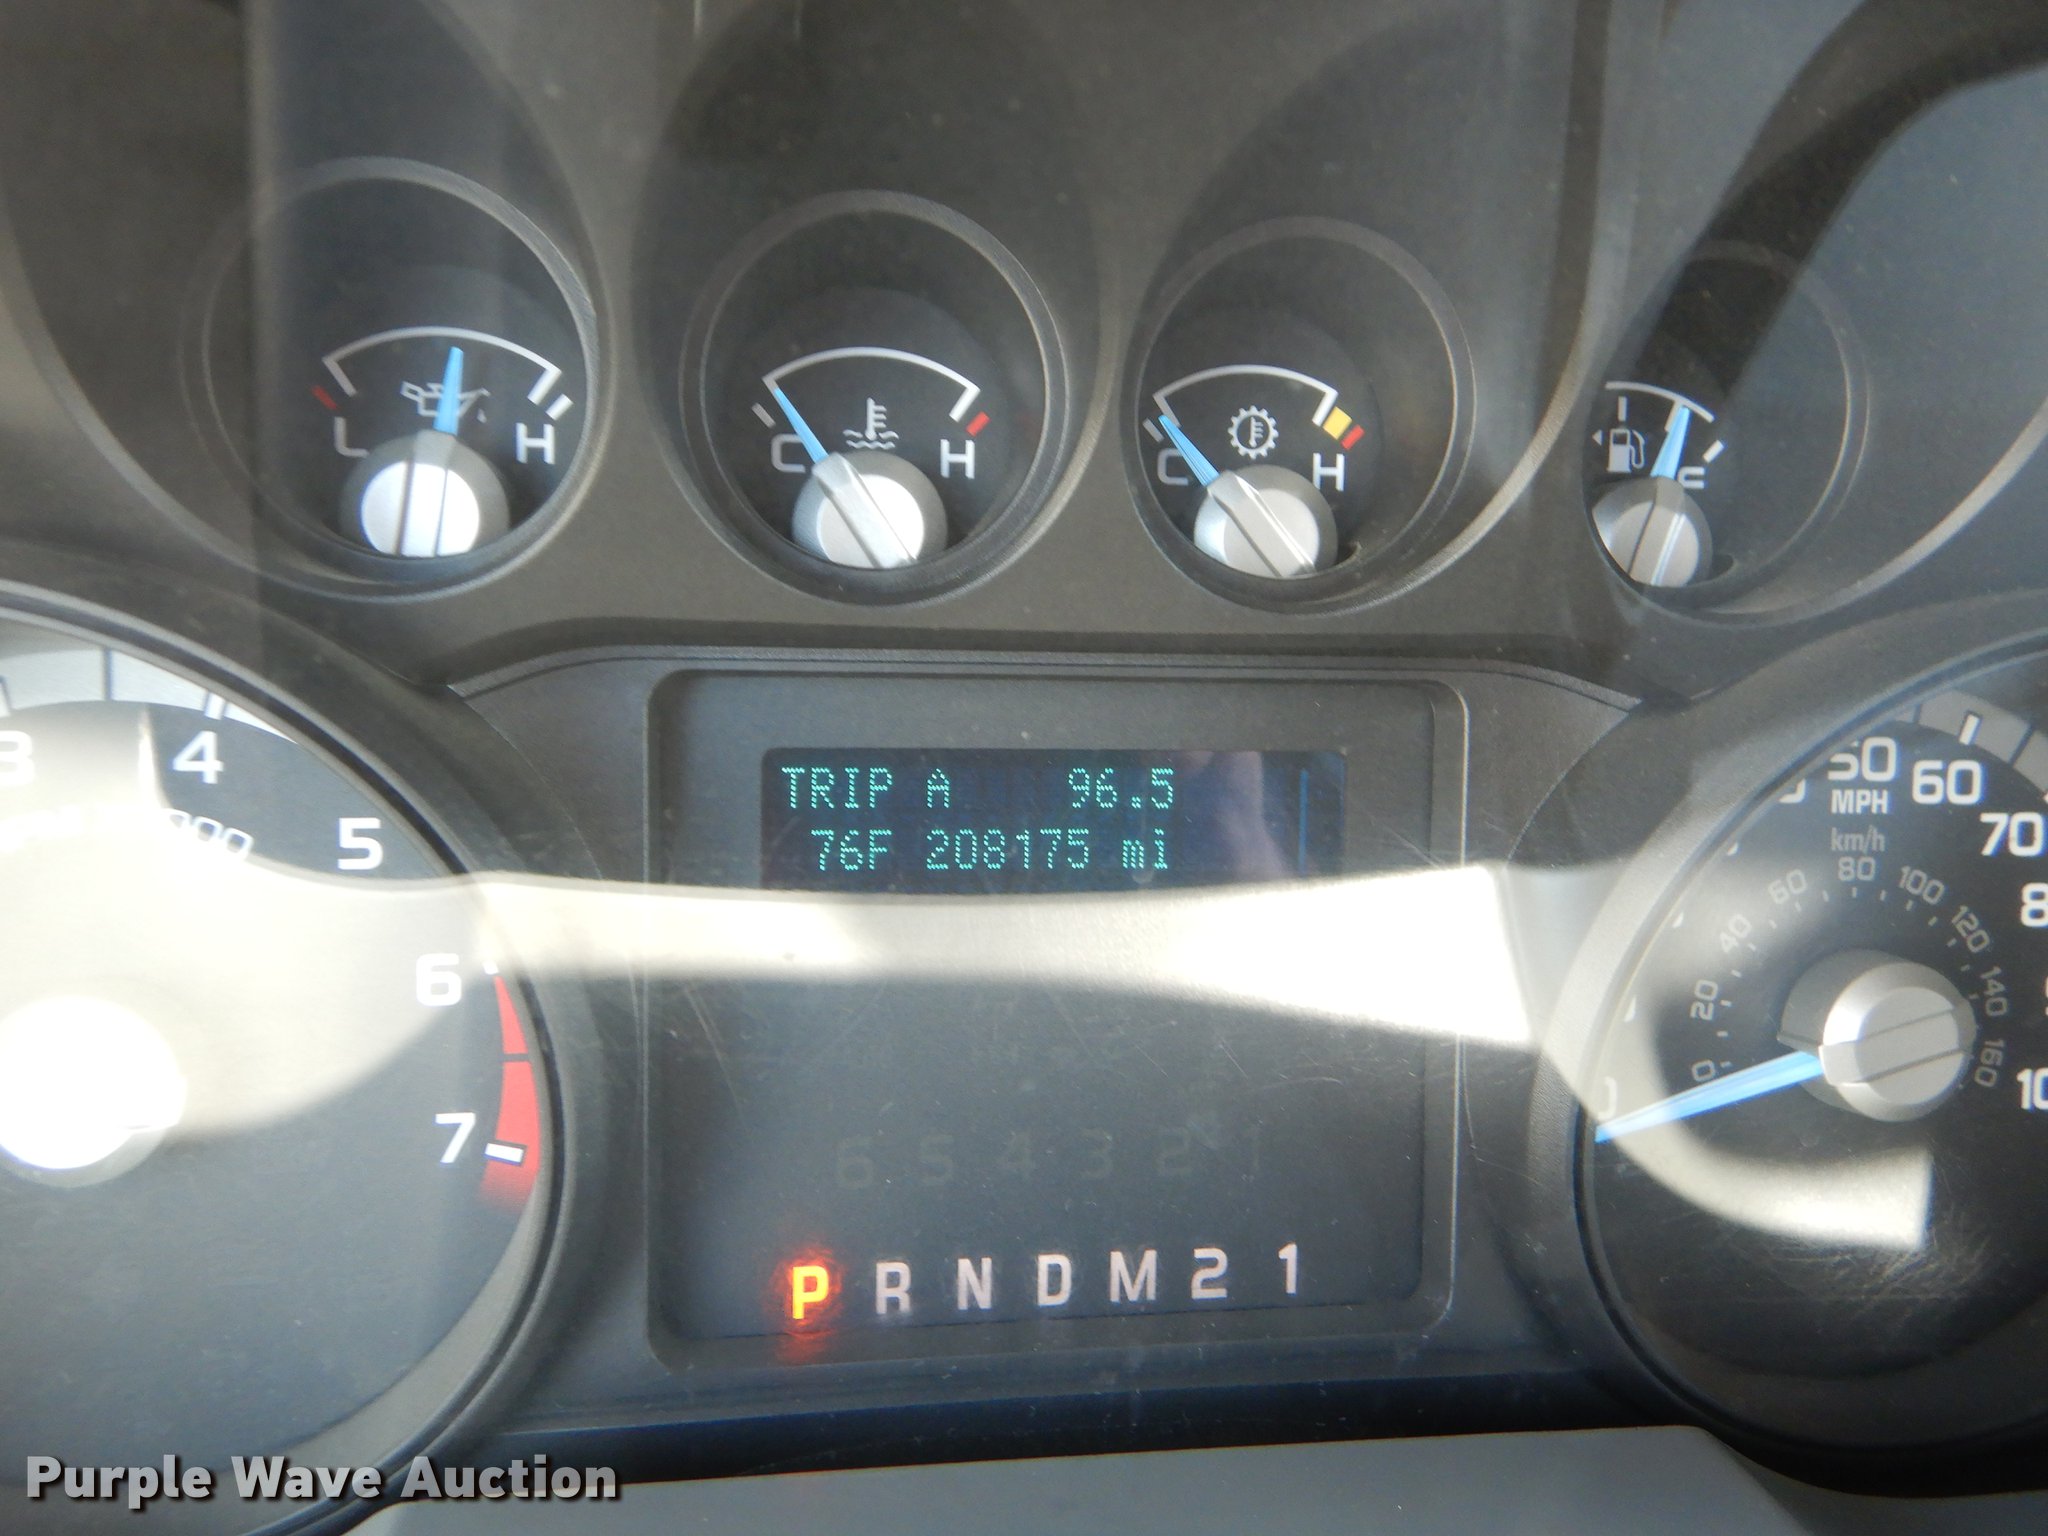 L H
C H
C H
E
3 4 5 6 7
TRIP A 96.5
76F 208175 mi
50 60 70
MPH
km/h
0 20 40 60 80 100 120 140 160
6 5 4 3 2 1
P R N D M 2 1
Purple Wave Auction